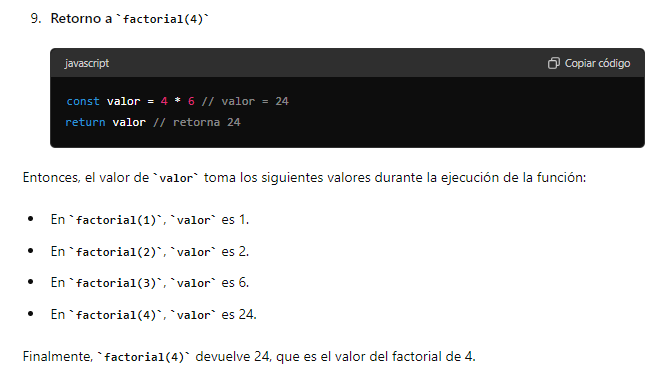 9. Retorno a `factorial(4)`
javascript
Copiar código
const valor = 4 * 6 // valor = 24
return valor // retorna 24
Entonces, el valor de `valor` toma los siguientes valores durante la ejecución de la función:
• En `factorial(1)`, `valor` es 1.
• En `factorial(2)`, `valor` es 2.
• En `factorial(3)`, `valor` es 6.
• En `factorial(4)`, `valor` es 24.
Finalmente, `factorial(4)` devuelve 24, que es el valor del factorial de 4.